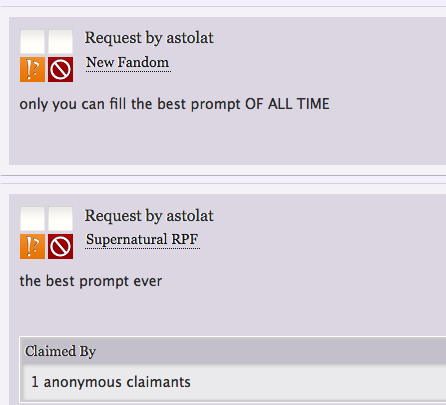 Request by astolat
!?
New Fandom
only you can fill the best prompt OF ALL TIME
Request by astolat
!?
Supernatural RPF
the best prompt ever
Claimed By
1 anonymous claimants